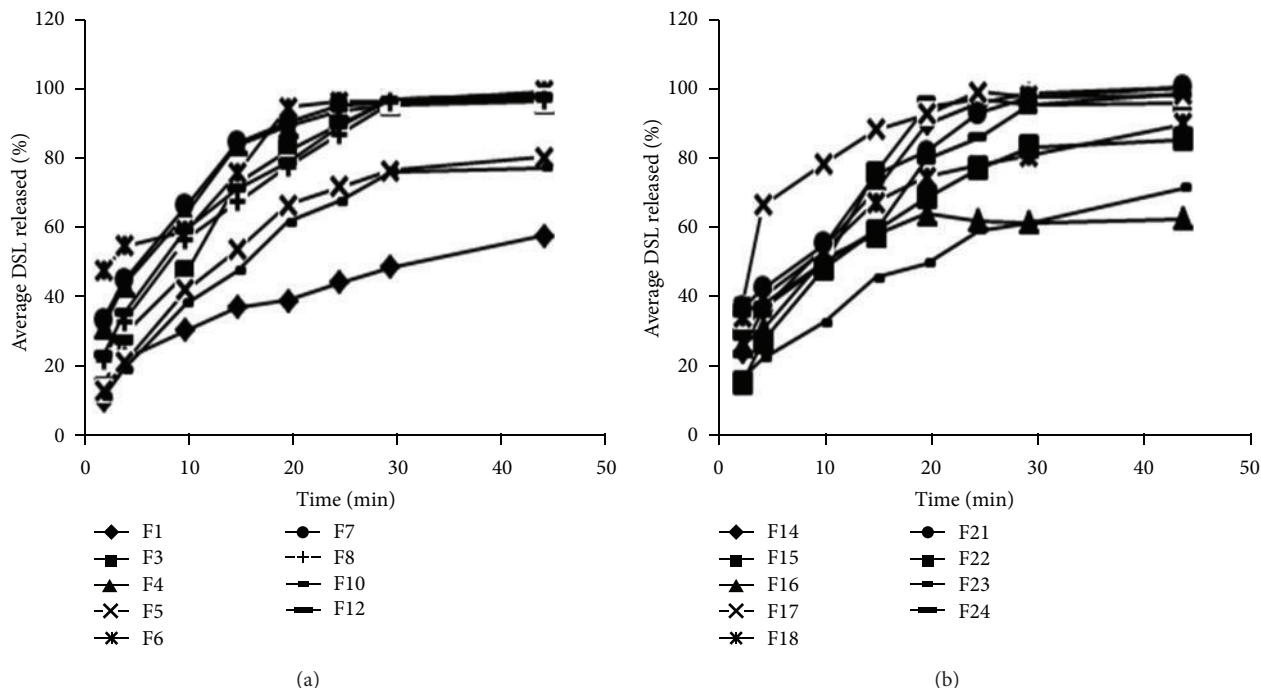 120
100
80
60
40
20
0
Average DSL released (%)
0 10 20 30 40 50
Time (min)
F1
F3
F4
F5
F6
F7
F8
F10
F12
(a)
120
100
80
60
40
20
0
Average DSL released (%)
0 10 20 30 40 50
Time (min)
F14
F15
F16
F17
F18
F21
F22
F23
F24
(b)